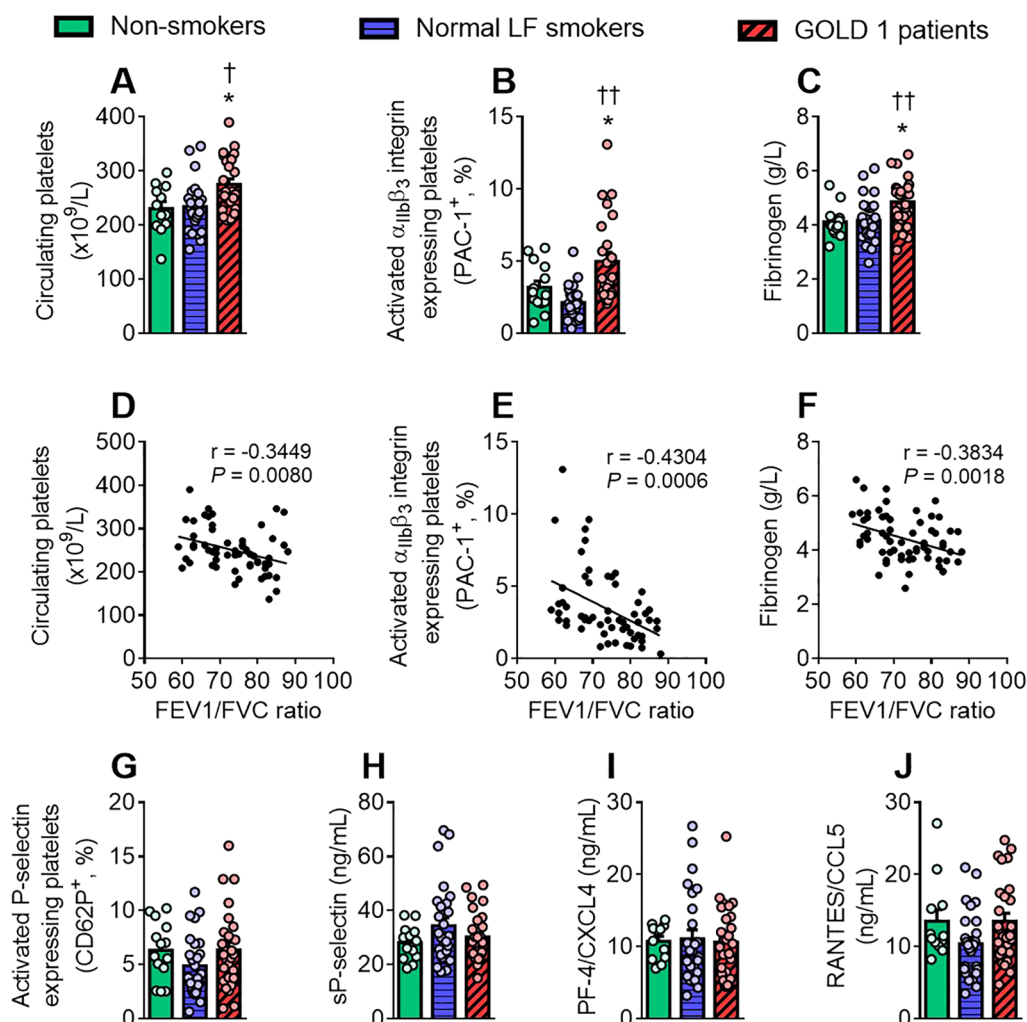 Non-smokers
Normal LF smokers
GOLD 1 patients
A
†
*
Circulating platelets
(x10⁹/L)
400
300
200
100
0
B
††
*
Activated αIIbβ3 integrin
expressing platelets
(PAC-1⁺, %)
15
10
5
0
C
††
*
Fibrinogen (g/L)
8
6
4
2
0
D
Circulating platelets
(x10⁹/L)
500
400
300
200
100
0
r = -0.3449
P = 0.0080
50 60 70 80 90 100
FEV1/FVC ratio
E
Activated αIIbβ3 integrin
expressing platelets
(PAC-1⁺, %)
15
10
5
0
r = -0.4304
P = 0.0006
50 60 70 80 90 100
FEV1/FVC ratio
F
Fibrinogen (g/L)
8
6
4
2
0
r = -0.3834
P = 0.0018
50 60 70 80 90 100
FEV1/FVC ratio
G
Activated P-selectin
expressing platelets
(CD62P⁺, %)
20
15
10
5
0
H
sP-selectin (ng/mL)
80
60
40
20
0
I
PF-4/CXCL4 (ng/mL)
30
20
10
0
J
RANTES/CCL5
(ng/mL)
30
20
10
0